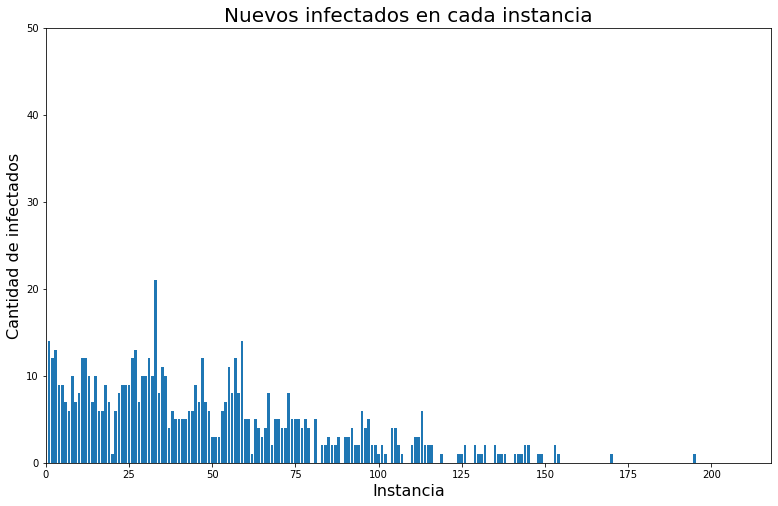 Nuevos infectados en cada instancia
50
40
30
20
10
0
Cantidad de infectados
0 25 50 75 100 125 150 175 200
Instancia